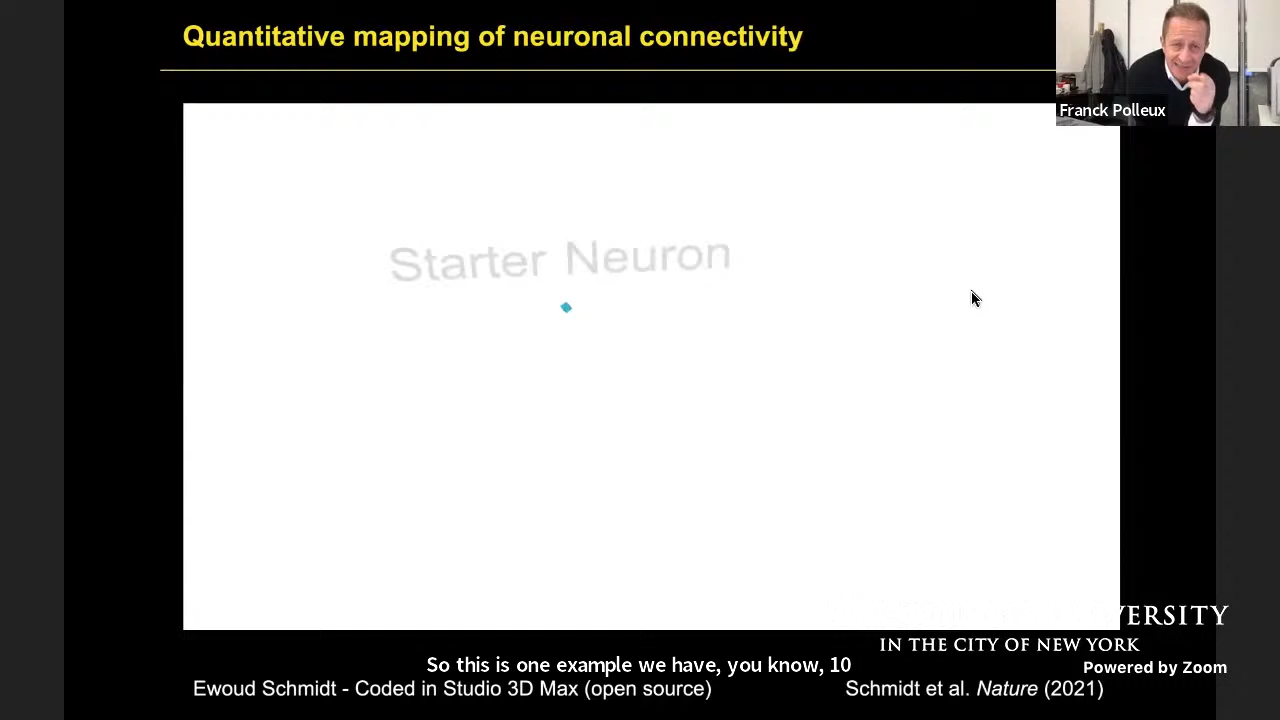 Quantitative mapping of neuronal connectivity
Franck Polleux
Starter Neuron
VERSITY
IN THE CITY OF NEW YORK
So this is one example we have, you know, 10
Powered by Zoom
Ewoud Schmidt - Coded in Studio 3D Max (open source)
Schmidt et al. Nature (2021)